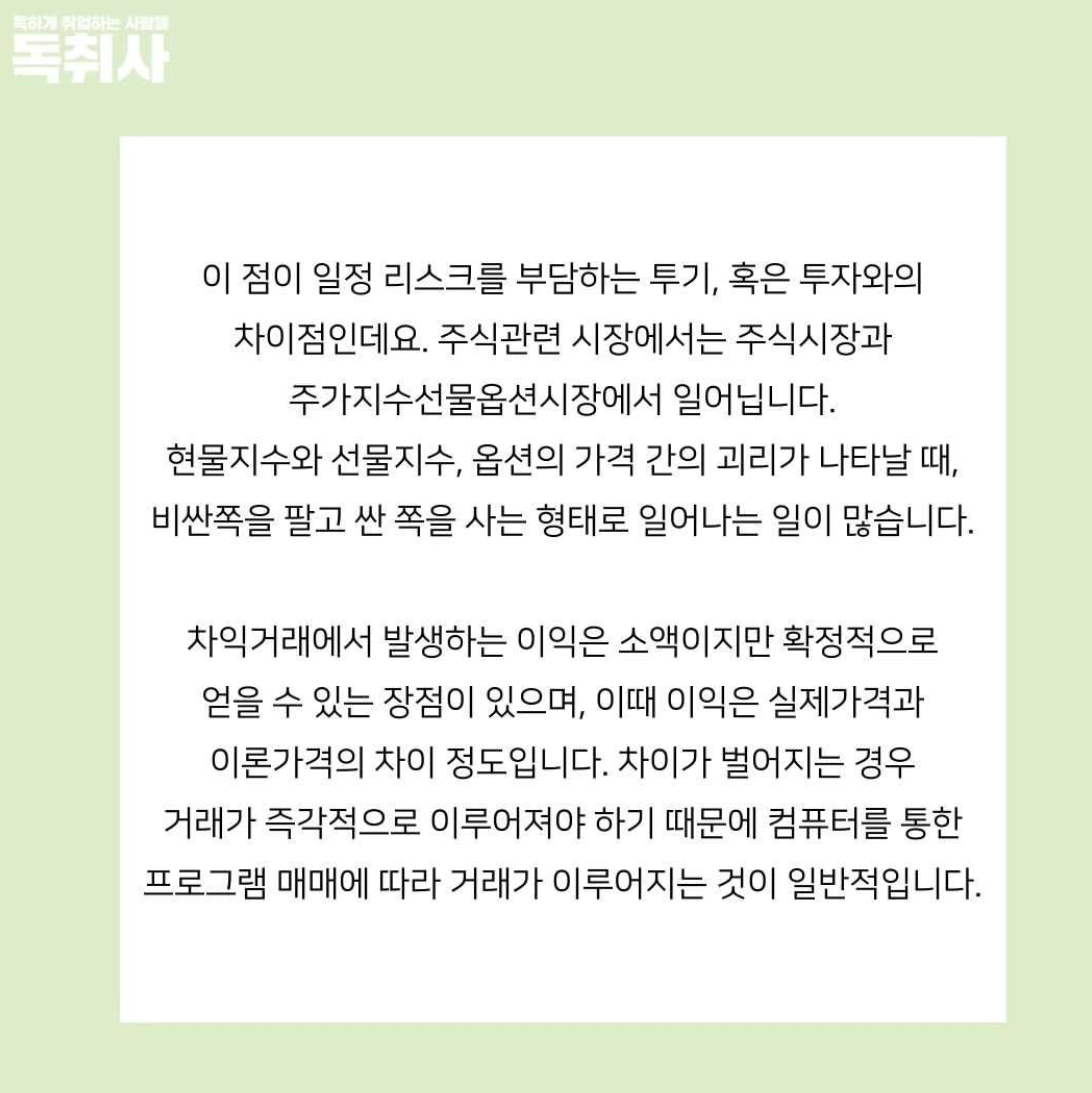 독하게 취업하는 사람들
독취사
이 점이 일정 리스크를 부담하는 투기, 혹은 투자와의
차이점인데요. 주식관련 시장에서는 주식시장과
주가지수선물옵션시장에서 일어닙니다.
현물지수와 선물지수, 옵션의 가격 간의 괴리가 나타날 때,
비싼쪽을 팔고 싼 쪽을 사는 형태로 일어나는 일이 많습니다.
차익거래에서 발생하는 이익은 소액이지만 확정적으로
얻을 수 있는 장점이 있으며, 이때 이익은 실제가격과
이론가격의 차이 정도입니다. 차이가 벌어지는 경우
거래가 즉각적으로 이루어져야 하기 때문에 컴퓨터를 통한
프로그램 매매에 따라 거래가 이루어지는 것이 일반적입니다.